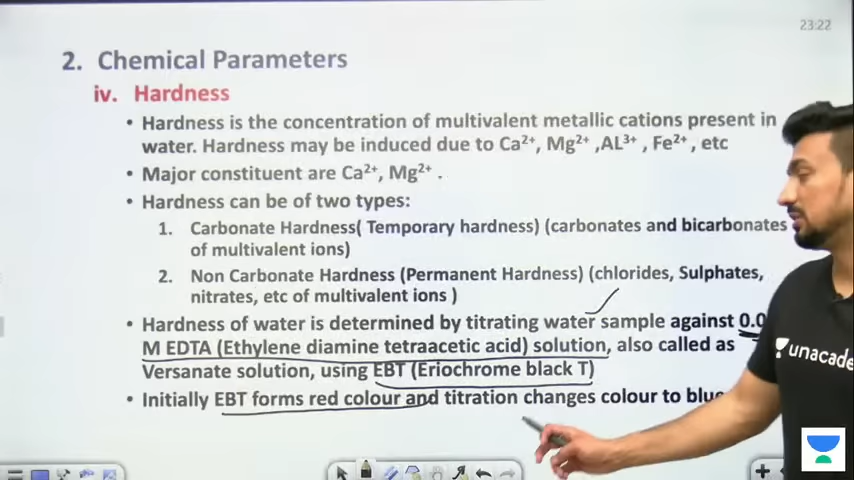 23:22
2. Chemical Parameters
iv. Hardness
• Hardness is the concentration of multivalent metallic cations present in
water. Hardness may be induced due to Ca²⁺, Mg²⁺ ,AL³⁺ , Fe²⁺ , etc
• Major constituent are Ca²⁺, Mg²⁺ .
• Hardness can be of two types:
1. Carbonate Hardness( Temporary hardness) (carbonates and bicarbonates
of multivalent ions)
2. Non Carbonate Hardness (Permanent Hardness) (chlorides, Sulphates,
nitrates, etc of multivalent ions )
• Hardness of water is determined by titrating water sample against 0.0
M EDTA (Ethylene diamine tetraacetic acid) solution, also called as
Versanate solution, using EBT (Eriochrome black T)
• Initially EBT forms red colour and titration changes colour to blue
unacade